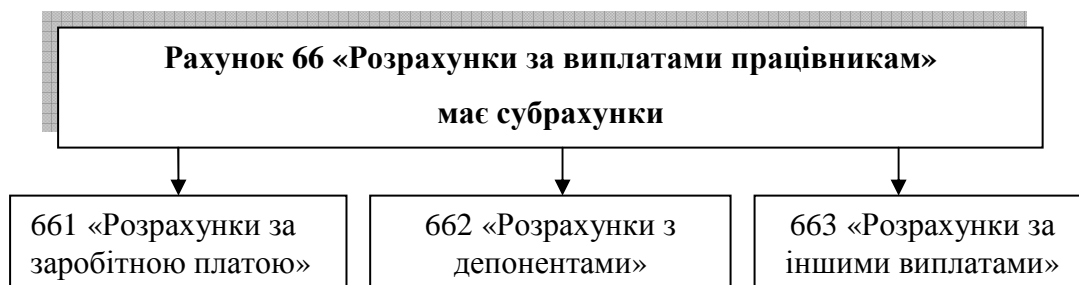 Рахунок 66 «Розрахунки за виплатами працівникам»
має субрахунки
661 «Розрахунки за
заробітною платою»
662 «Розрахунки з
депонентами»
663 «Розрахунки за
іншими виплатами»